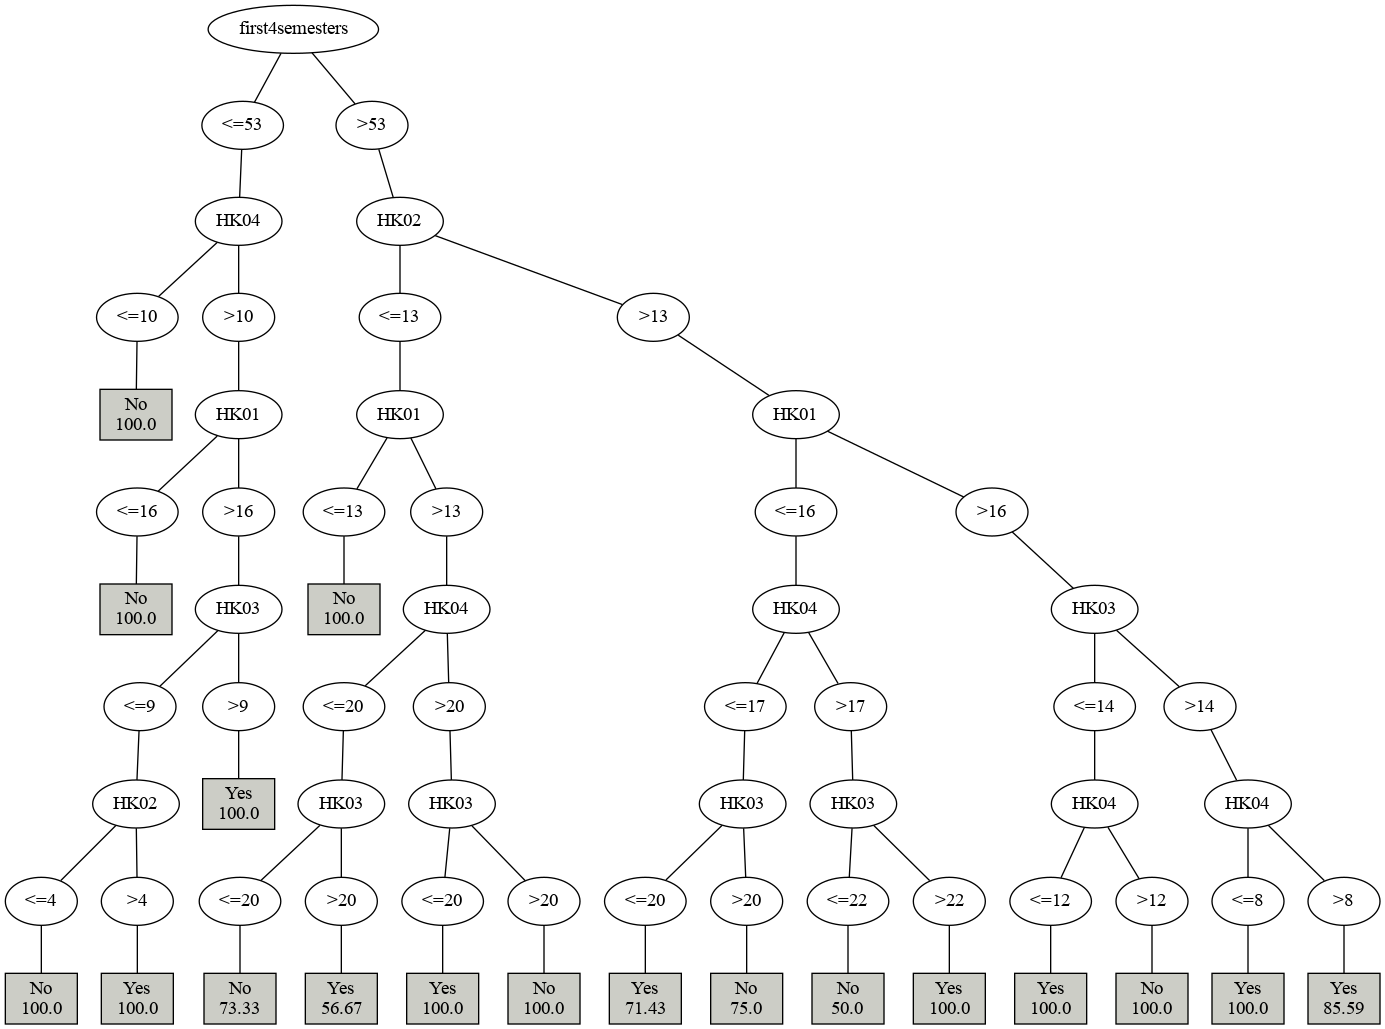 first4semesters
<=53
>53
HK04
HK02
<=10
>10
<=13
>13
No
100.0
HK01
HK01
HK01
<=16
>16
<=13
>13
<=16
>16
No
100.0
HK03
No
100.0
HK04
HK04
HK03
<=9
>9
<=20
>20
<=17
>17
<=14
>14
HK02
Yes
100.0
HK03
HK03
HK03
HK03
HK04
HK04
<=4
>4
<=20
>20
<=20
>20
<=20
>20
<=22
>22
<=12
>12
<=8
>8
No
100.0
Yes
100.0
No
73.33
Yes
56.67
Yes
100.0
No
100.0
Yes
71.43
No
75.0
No
50.0
Yes
100.0
Yes
100.0
No
100.0
Yes
100.0
Yes
85.59